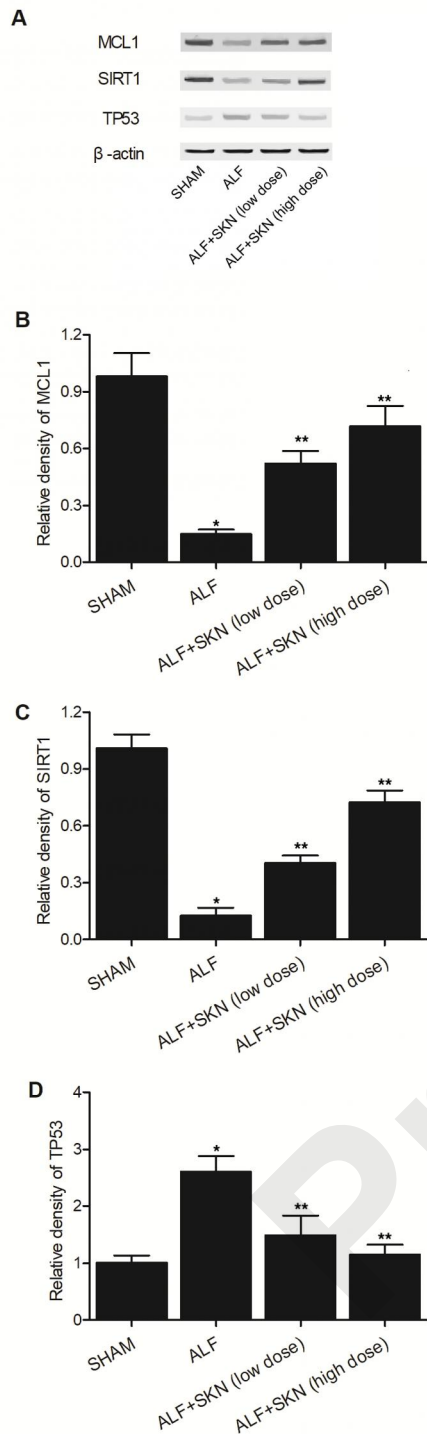 A
MCL1
SIRT1
TP53
β -actin
SHAM
ALF
ALF+SKN (low dose)
ALF+SKN (high dose)
B
Relative density of MCL1
1.2
0.9
0.6
0.3
0.0
*
**
**
SHAM
ALF
ALF+SKN (low dose)
ALF+SKN (high dose)
C
Relative density of SIRT1
1.2
0.9
0.6
0.3
0.0
*
**
**
SHAM
ALF
ALF+SKN (low dose)
ALF+SKN (high dose)
D
Relative density of TP53
4
3
2
1
0
*
**
**
SHAM
ALF
ALF+SKN (low dose)
ALF+SKN (high dose)